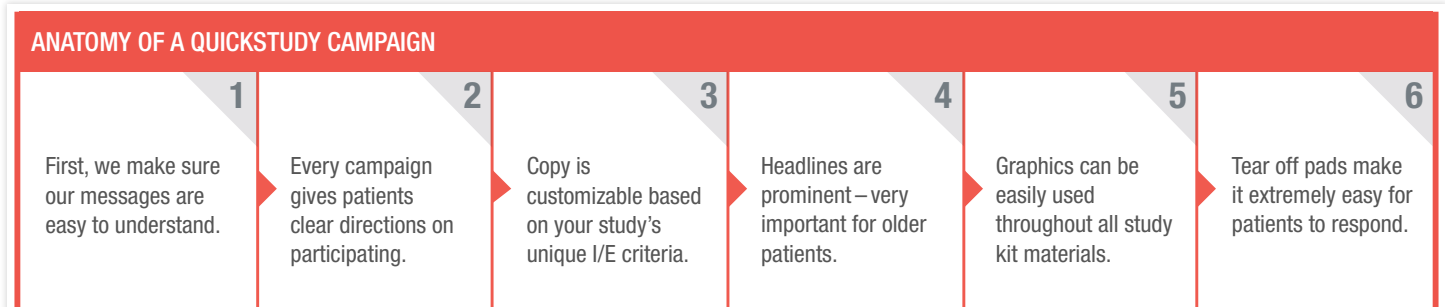 ANATOMY OF A QUICKSTUDY CAMPAIGN
1
First, we make sure
our messages are
easy to understand.
2
Every campaign
gives patients
clear directions on
participating.
3
Copy is
customizable based
on your study's
unique I/E criteria.
4
Headlines are
prominent – very
important for older
patients.
5
Graphics can be
easily used
throughout all study
kit materials.
6
Tear off pads make
it extremely easy for
patients to respond.